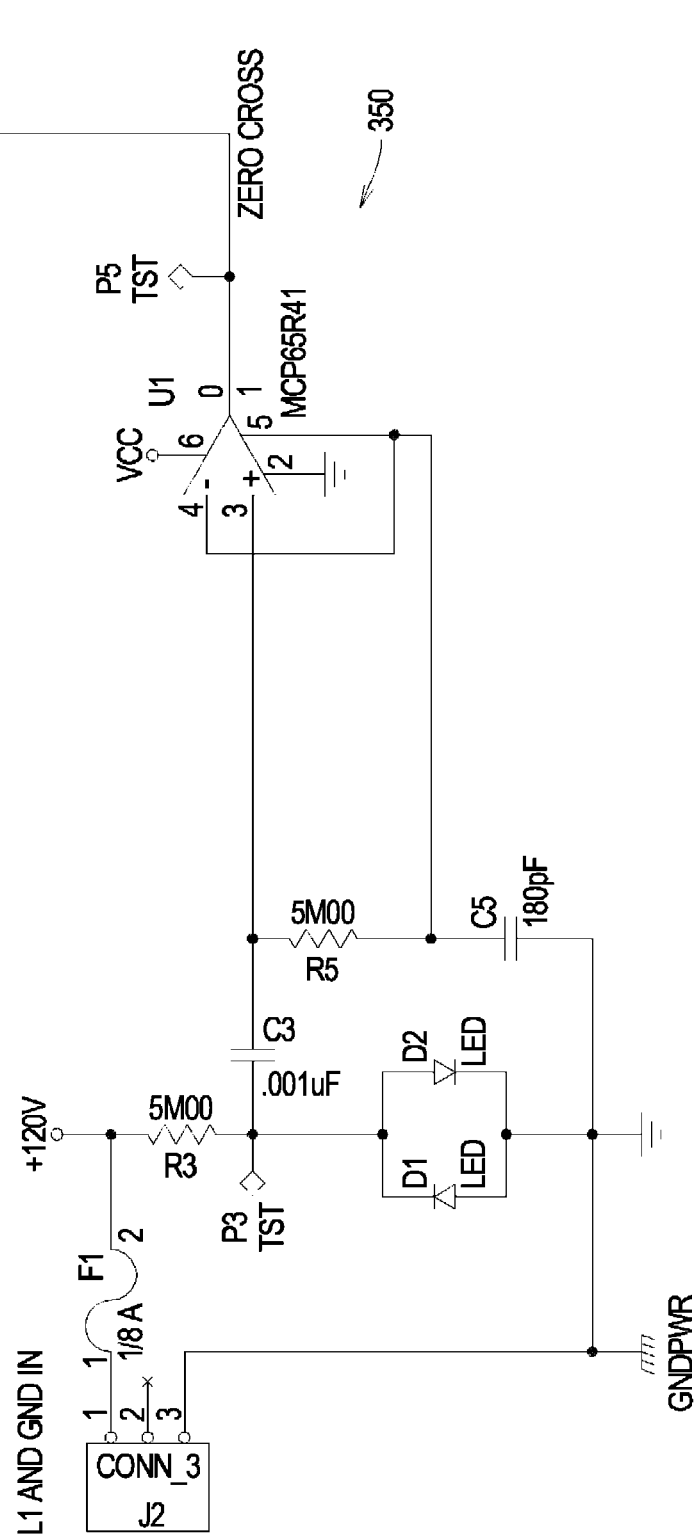 L1 AND GND IN
CONN_3
J2
1
2
3
1
F1
2
1/8 A
+120V
5M00
R3
P3
TST
C3
.001uF
5M00
R5
D1
LED
D2
LED
C5
180pF
GNDPWR
VCC
U1
4
-
3
+
6
2
5
0
1
MCP65R41
P5
TST
ZERO CROSS
350